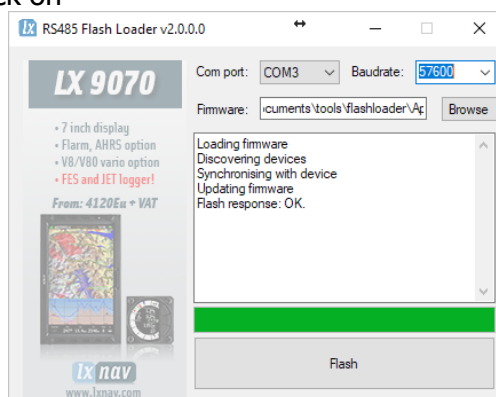 RS485 Flash Loader v2.0.0.0
LX 9070
• 7 inch display
• Flarm, AHRS option
• V8/V80 vario option
• FES and JET logger!
From: 4120Eu + VAT
lx nav
www.lxnav.com
Com port: COM3 Baudrate: 57600
Firmware: cuments\tools\flashloader\Ap Browse
Loading firmware
Discovering devices
Synchronising with device
Updating firmware
Flash response: OK.
Flash